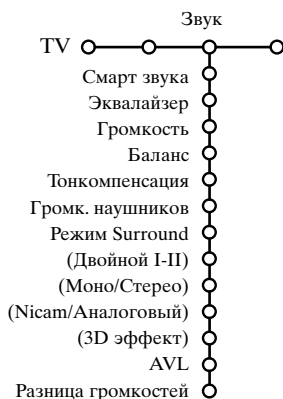 Звук
TV
Смарт звука
Эквалайзер
Громкость
Баланс
Тонкомпенсация
Громк. наушников
Режим Surround
(Двойной I-II)
(Моно/Стерео)
(Nicam/Аналоговый)
(3D эффект)
AVL
Разница громкостей